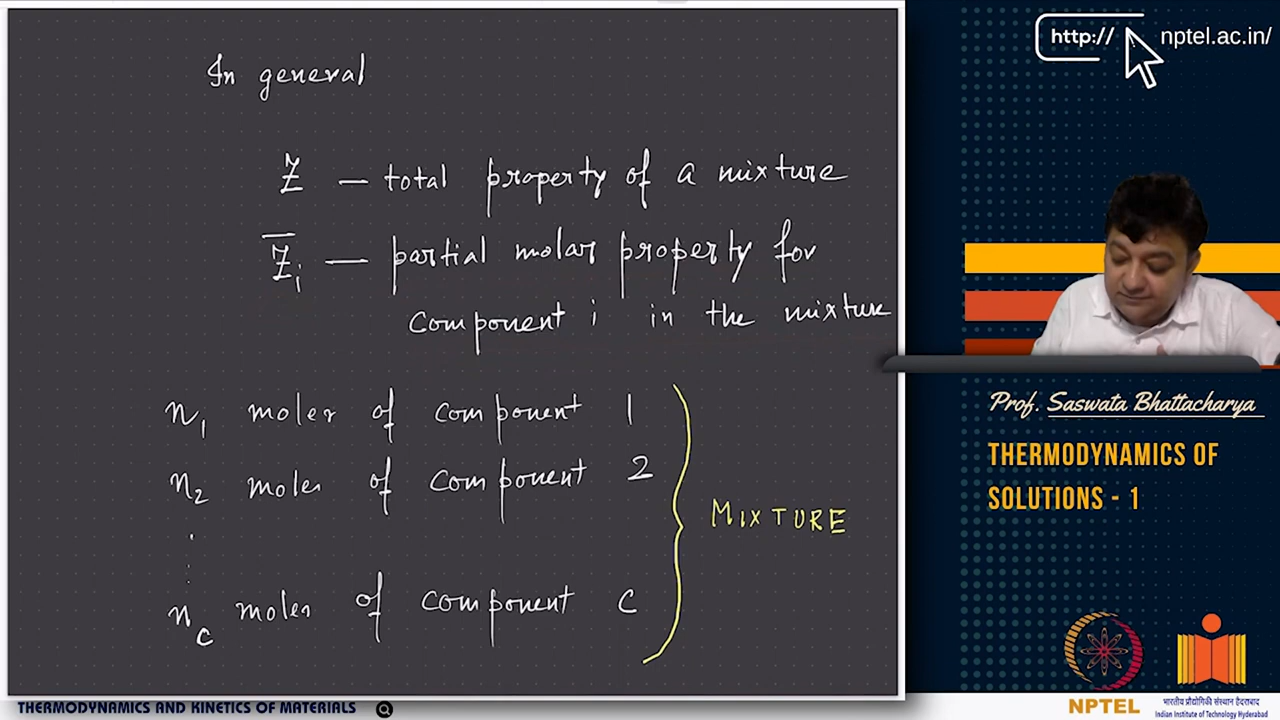 In general
Z — total property of a mixture
Z̅i — partial molar property for
component i in the mixture
n1 moles of component 1
n2 moles of component 2
⋮
nc moles of component c
MIXTURE
http:// nptel.ac.in/
Prof. Saswata Bhattacharya
THERMODYNAMICS OF
SOLUTIONS - 1
NPTEL
भारतीय प्रौद्योगिकी संस्थान हैदराबाद
Indian Institute of Technology Hyderabad
THERMODYNAMICS AND KINETICS OF MATERIALS